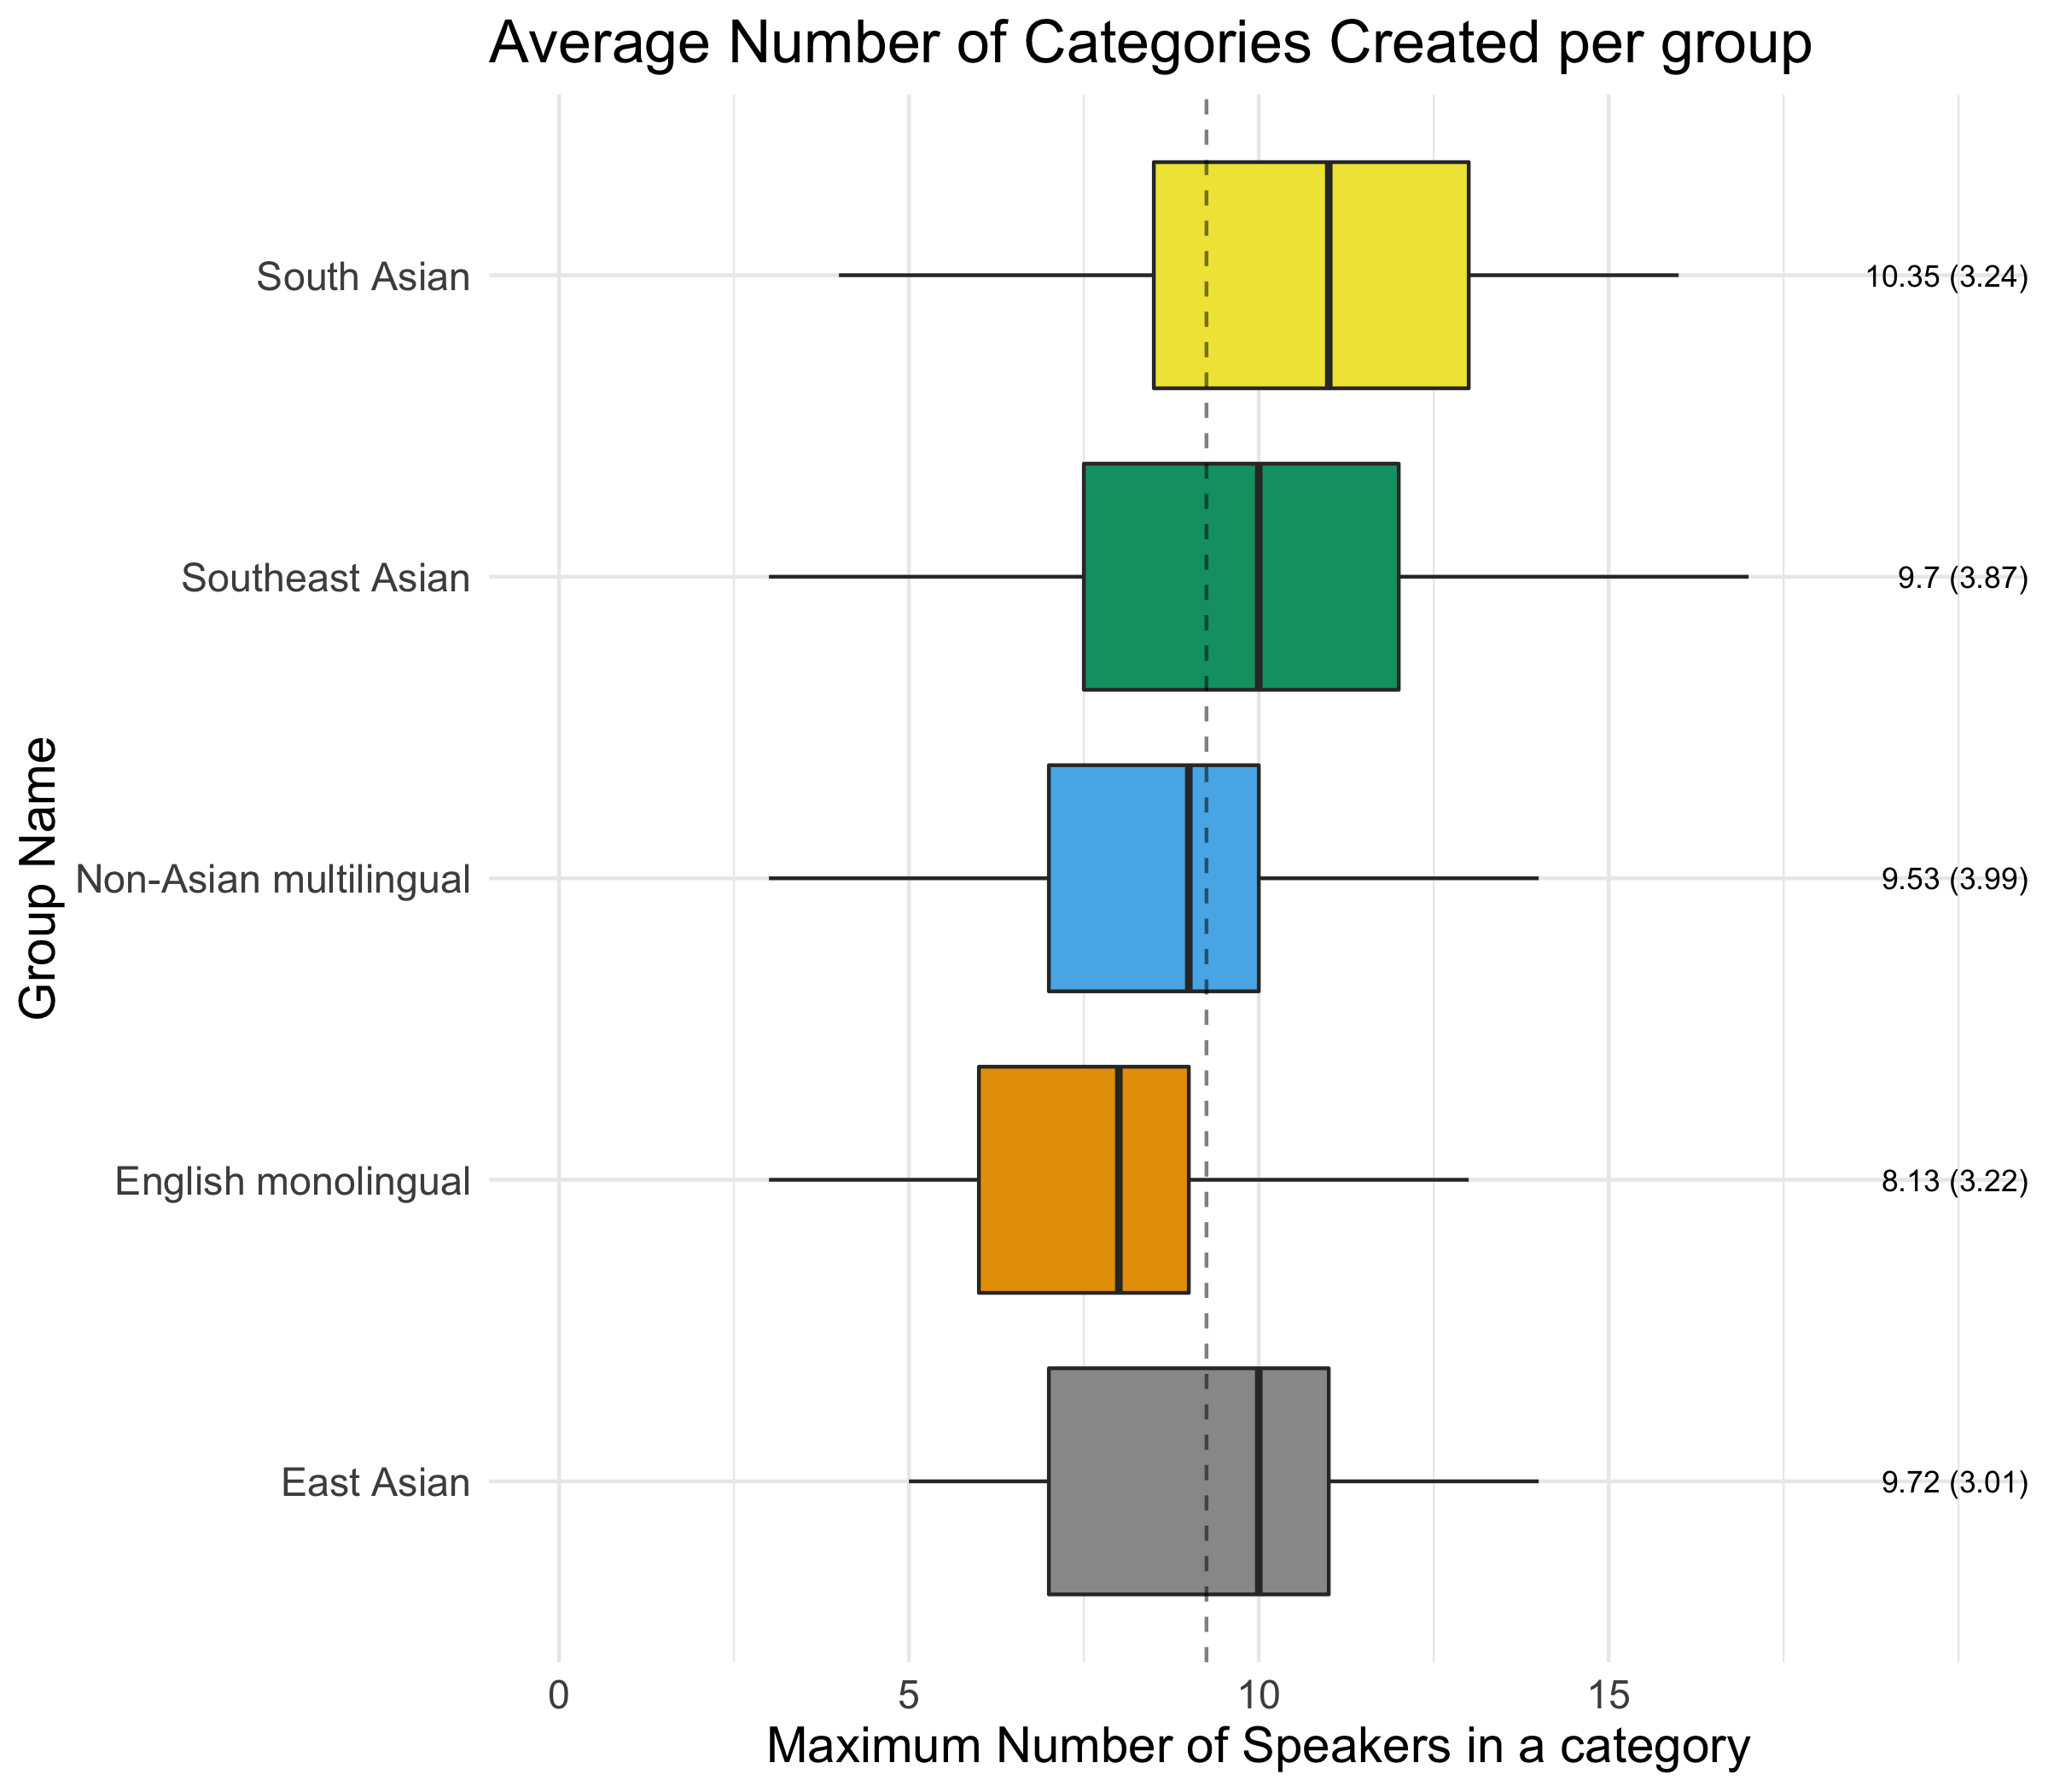 Average Number of Categories Created per group
Group Name
South Asian
10.35 (3.24)
Southeast Asian
9.7 (3.87)
Non-Asian multilingual
9.53 (3.99)
English monolingual
8.13 (3.22)
East Asian
9.72 (3.01)
0 5 10 15
Maximum Number of Speakers in a category